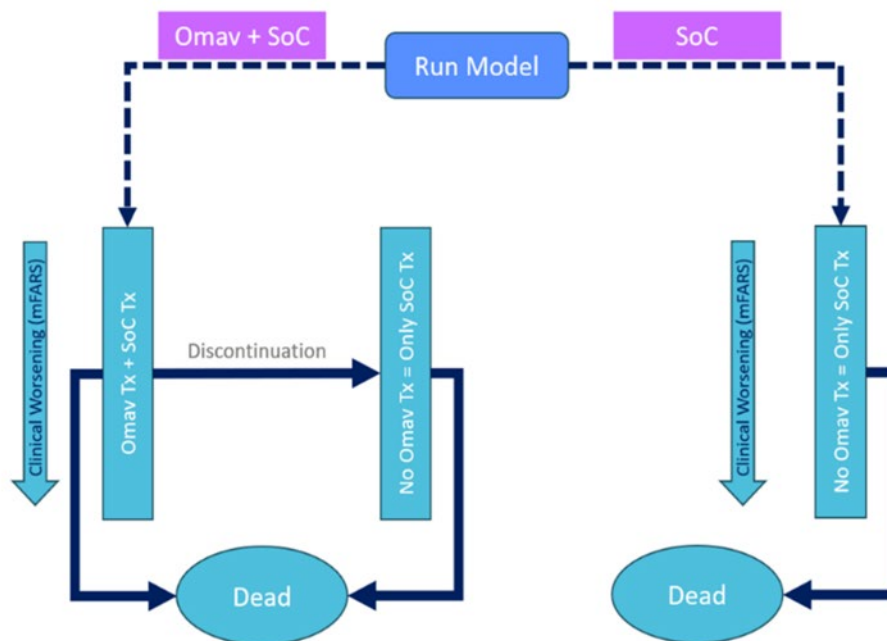 Omav + SoC
Run Model
SoC
Clinical Worsening (mFARS)
Omav Tx + SoC Tx
Discontinuation
No Omav Tx = Only SoC Tx
Clinical Worsening (mFARS)
No Omav Tx = Only SoC Tx
Dead
Dead